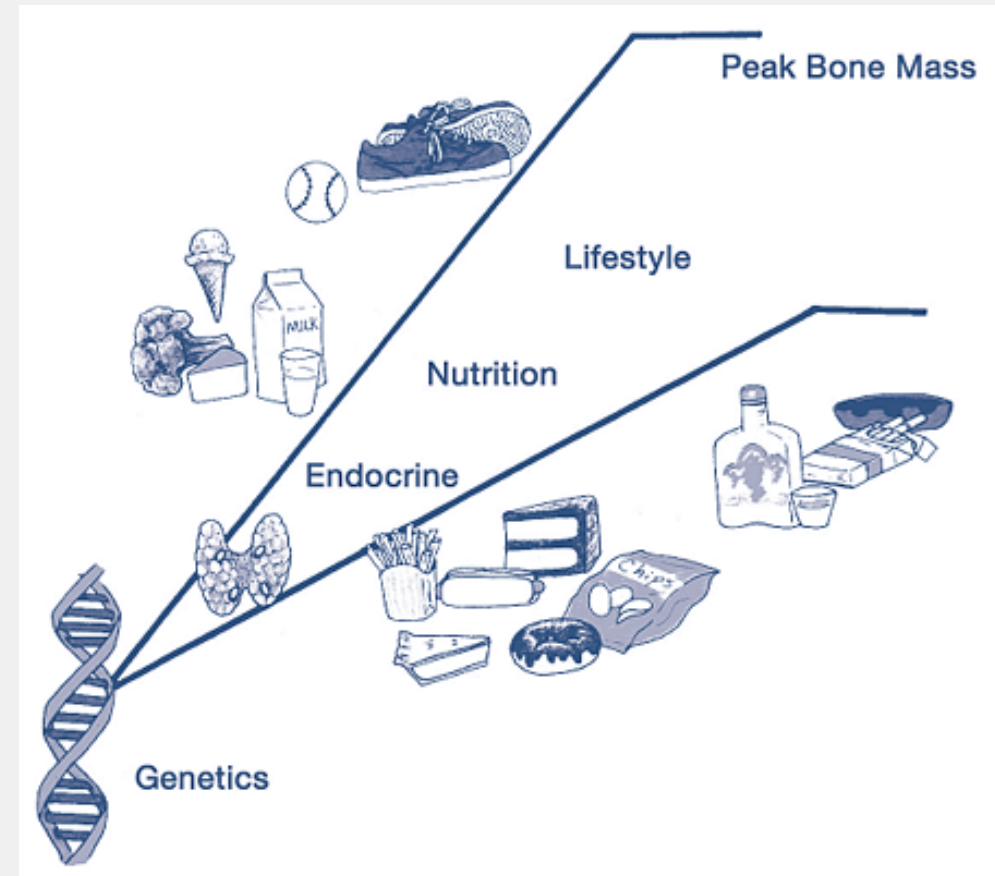 Peak Bone Mass
Lifestyle
MILK
Nutrition
Endocrine
Chips
Genetics